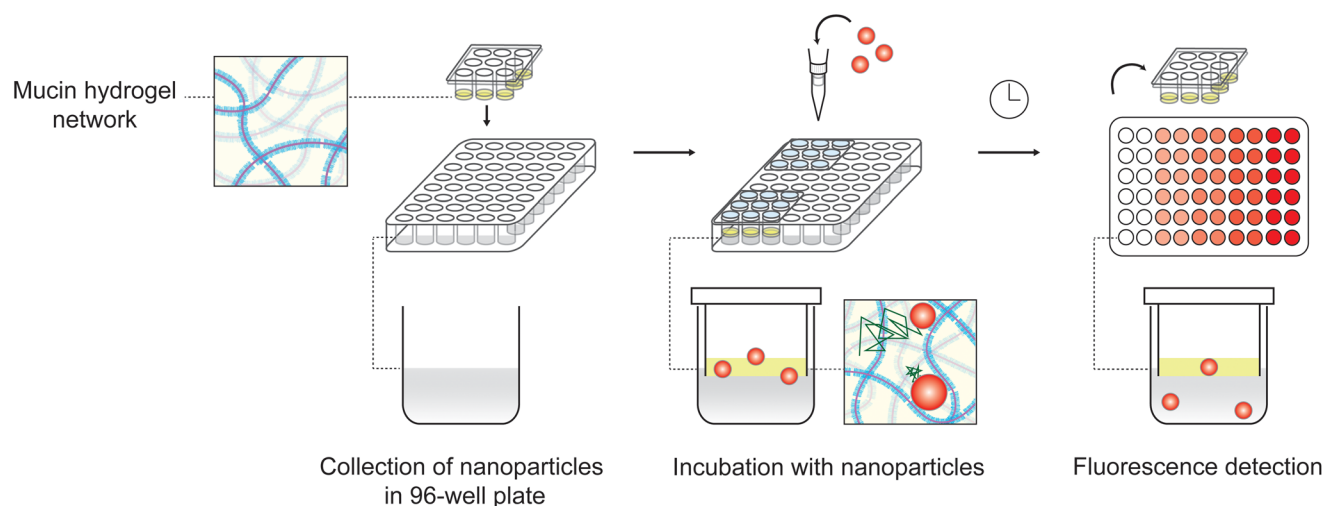 Mucin hydrogel
network
Collection of nanoparticles
in 96-well plate
Incubation with nanoparticles
Fluorescence detection